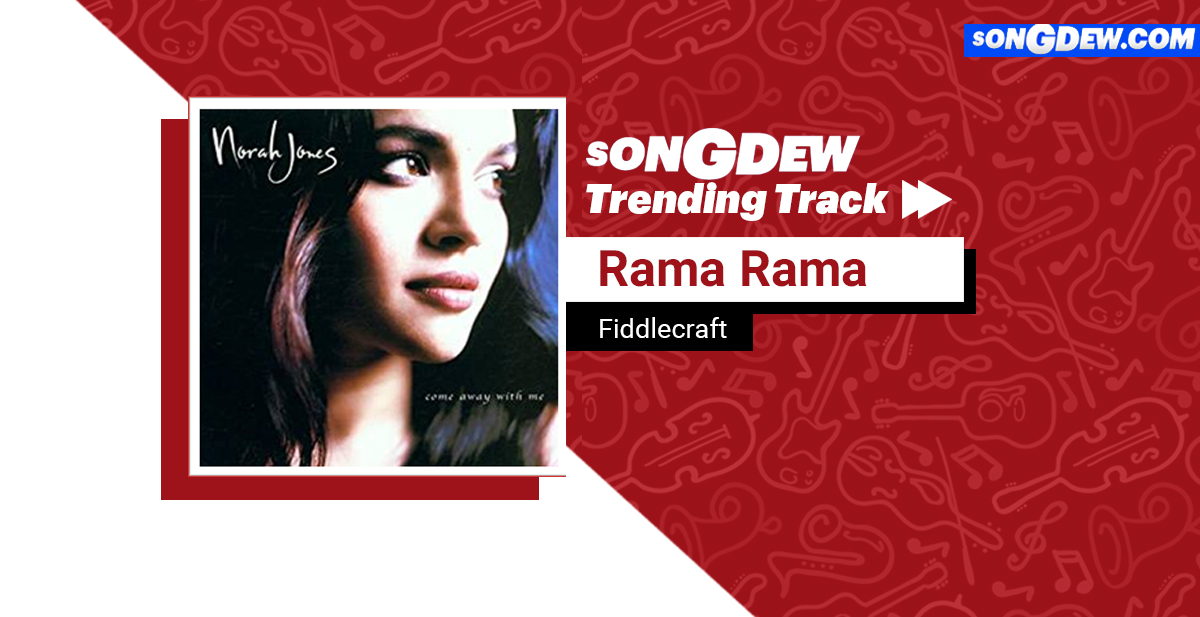 SONGDEW.COM
Norah Jones
come away with me
SONGDEW
Trending Track
Rama Rama
Fiddlecraft